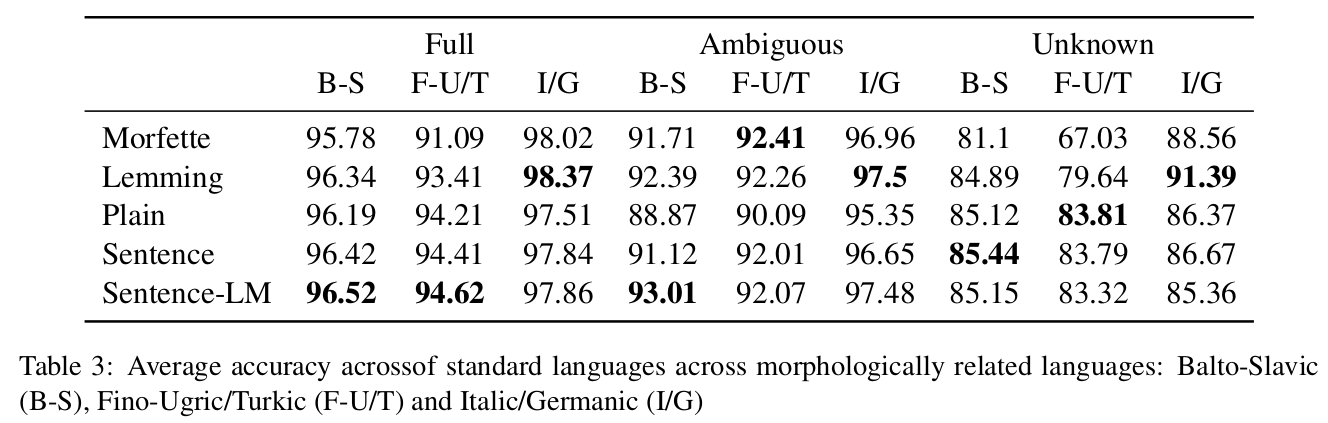 Full Ambiguous Unknown
B-S F-U/T I/G B-S F-U/T I/G B-S F-U/T I/G
Morfette 95.78 91.09 98.02 91.71 92.41 96.96 81.1 67.03 88.56
Lemming 96.34 93.41 98.37 92.39 92.26 97.5 84.89 79.64 91.39
Plain 96.19 94.21 97.51 88.87 90.09 95.35 85.12 83.81 86.37
Sentence 96.42 94.41 97.84 91.12 92.01 96.65 85.44 83.79 86.67
Sentence-LM 96.52 94.62 97.86 93.01 92.07 97.48 85.15 83.32 85.36
Table 3: Average accuracy acrossof standard languages across morphologically related languages: Balto-Slavic
(B-S), Fino-Ugric/Turkic (F-U/T) and Italic/Germanic (I/G)